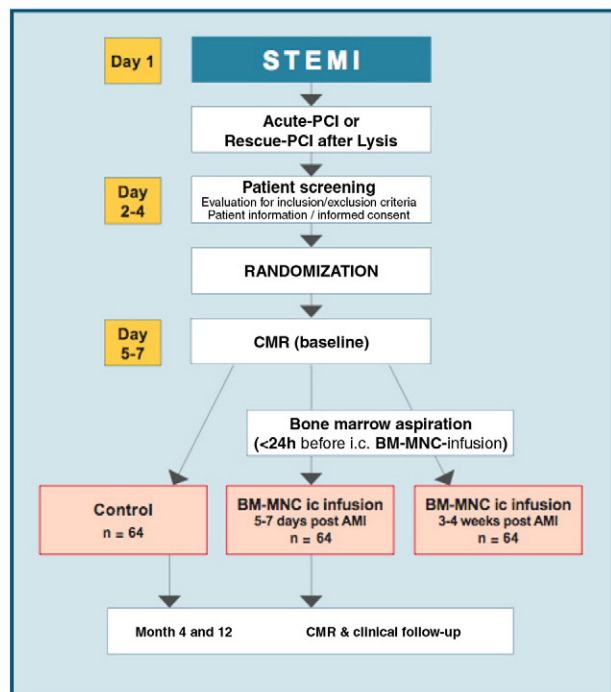 Day 1
STEMI
Acute-PCI or
Rescue-PCI after Lysis
Day
2-4
Patient screening
Evaluation for inclusion/exclusion criteria
Patient information / informed consent
RANDOMIZATION
Day
5-7
CMR (baseline)
Bone marrow aspiration
(<24h before i.c. BM-MNC-infusion)
Control
n = 64
BM-MNC ic infusion
5-7 days post AMI
n = 64
BM-MNC ic infusion
3-4 weeks post AMI
n = 64
Month 4 and 12
CMR & clinical follow-up